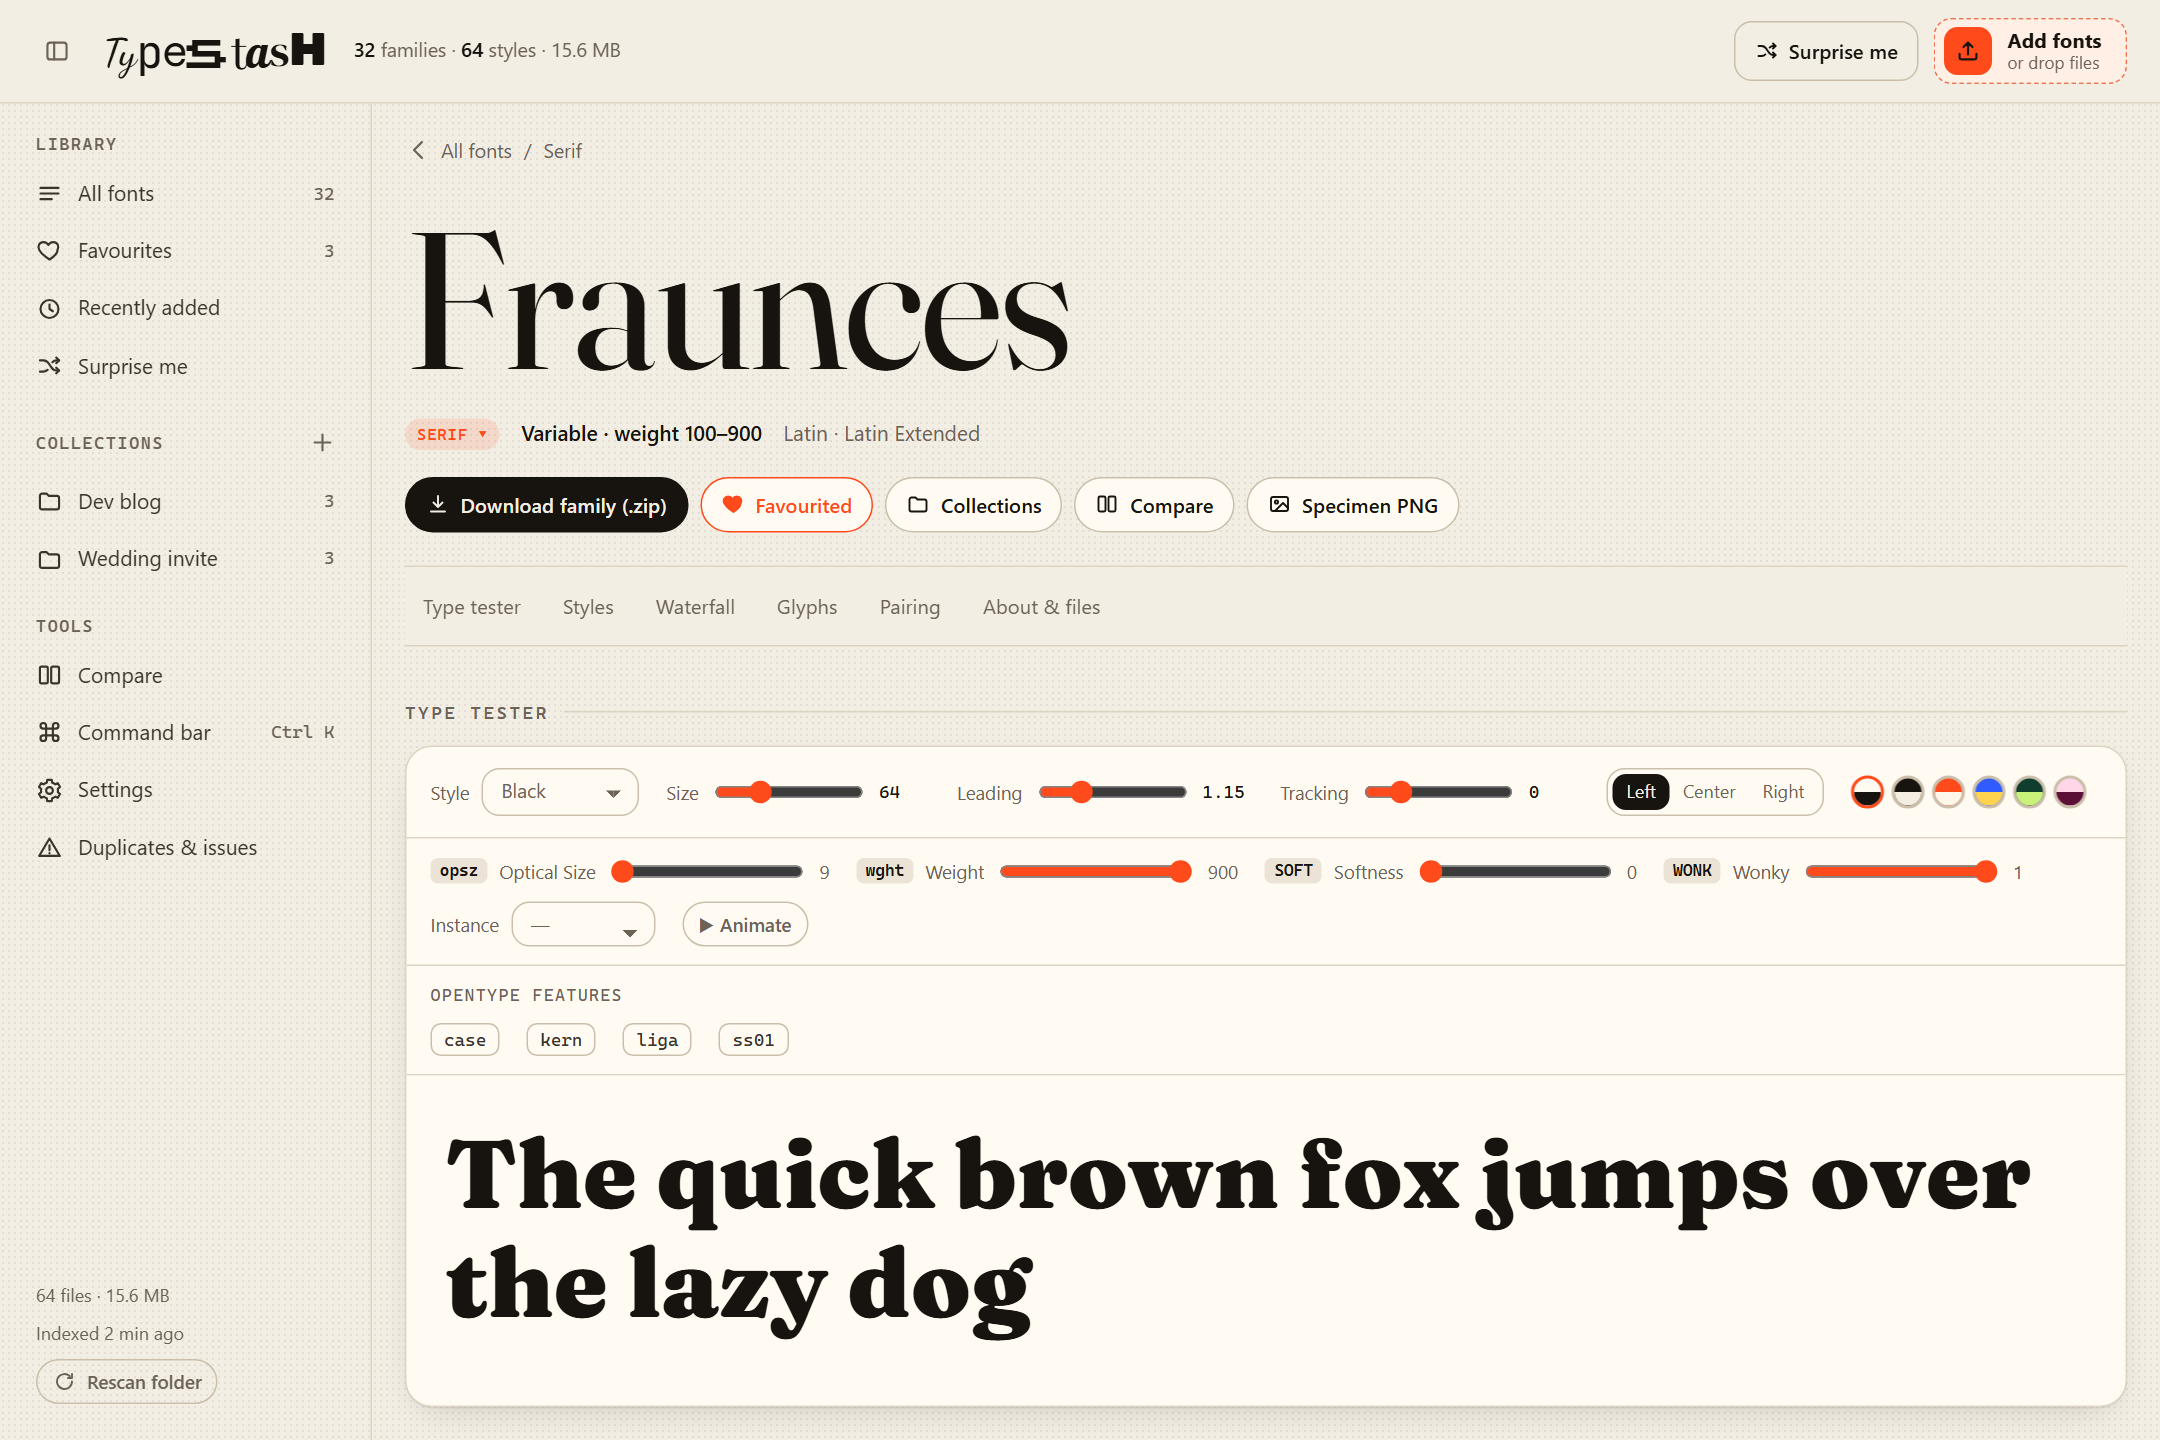 TypeStasH
32 families · 64 styles · 15.6 MB
Surprise me
Add fonts
or drop files
LIBRARY
All fonts 32
Favourites 3
Recently added
Surprise me
COLLECTIONS
Dev blog 3
Wedding invite 3
TOOLS
Compare
Command bar Ctrl K
Settings
Duplicates & issues
64 files · 15.6 MB
Indexed 2 min ago
Rescan folder
All fonts / Serif
Fraunces
SERIF ▾ Variable · weight 100–900 Latin · Latin Extended
Download family (.zip) Favourited Collections Compare Specimen PNG
Type tester Styles Waterfall Glyphs Pairing About & files
TYPE TESTER
Style Black Size 64 Leading 1.15 Tracking 0 Left Center Right
opsz Optical Size 9 wght Weight 900 SOFT Softness 0 WONK Wonky 1
Instance — ▶ Animate
OPENTYPE FEATURES
case kern liga ss01
The quick brown fox jumps over
the lazy dog